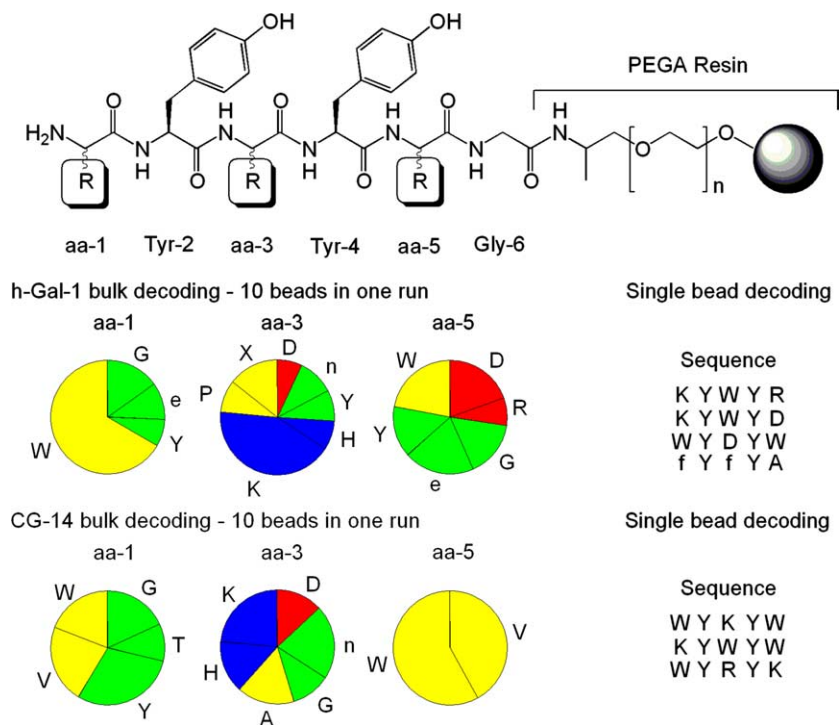 OH OH
PEGA Resin
O H O H O H O
H₂N N N N N N O O
R H O R H O R H O n
aa-1 Tyr-2 aa-3 Tyr-4 aa-5 Gly-6
h-Gal-1 bulk decoding - 10 beads in one run Single bead decoding
aa-1 aa-3 aa-5
G e Y W
X D n Y H K P
W D R G e Y
Sequence
K Y W Y R
K Y W Y D
W Y D Y W
f Y f Y A
CG-14 bulk decoding - 10 beads in one run Single bead decoding
aa-1 aa-3 aa-5
W G T Y V
K D n G A H
V W
Sequence
W Y K Y W
K Y W Y W
W Y R Y K